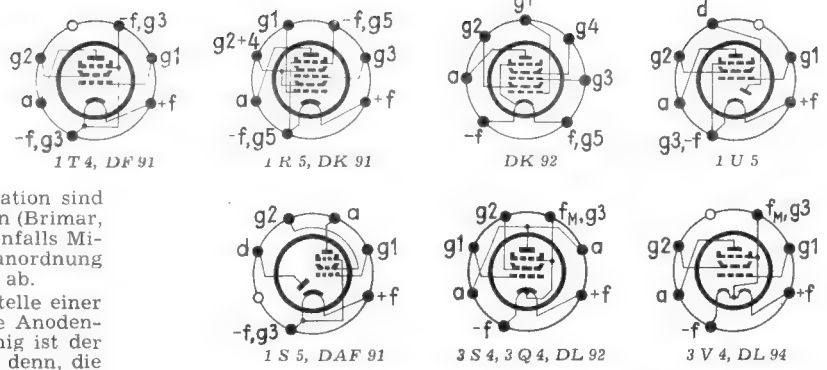 -f,g3
g2
g1
a
+f
-f,g3
1 T 4, DF 91
g1
-f,g5
g2+4
g3
a
+f
-f,g5
1 R 5, DK 91
g1
g2
g4
a
g3
-f
f,g5
DK 92
d
g2
g1
a
+f
g3,-f
1 U 5
ation sind
n (Brimar,
nfalls Mi-
anordnung
ab.
telle einer
e Anoden-
nig ist der
denn, die
g2
a
d
g1
+f
-f,g3
1 S 5, DAF 91
g2
fM,g3
g1
a
a
+f
-f
3 S 4, 3 Q 4, DL 92
fM,g3
g2
g1
a
+f
-f
3 V 4, DL 94